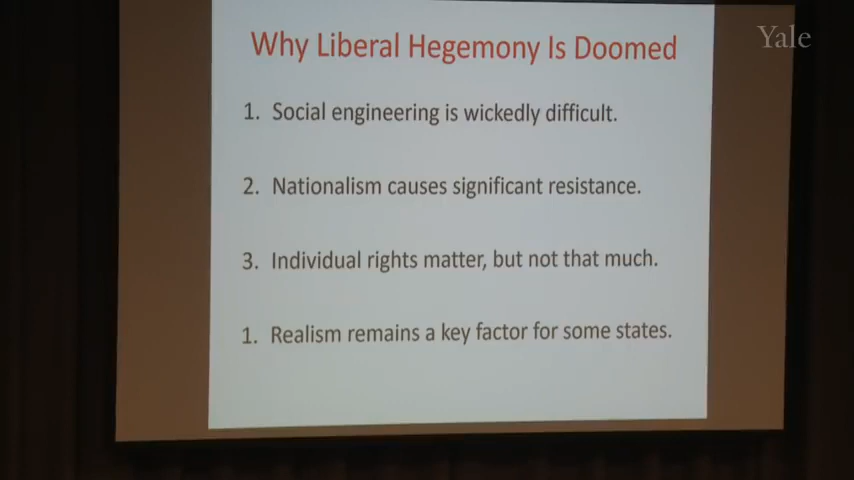 Why Liberal Hegemony Is Doomed
Yale
1. Social engineering is wickedly difficult.
2. Nationalism causes significant resistance.
3. Individual rights matter, but not that much.
1. Realism remains a key factor for some states.